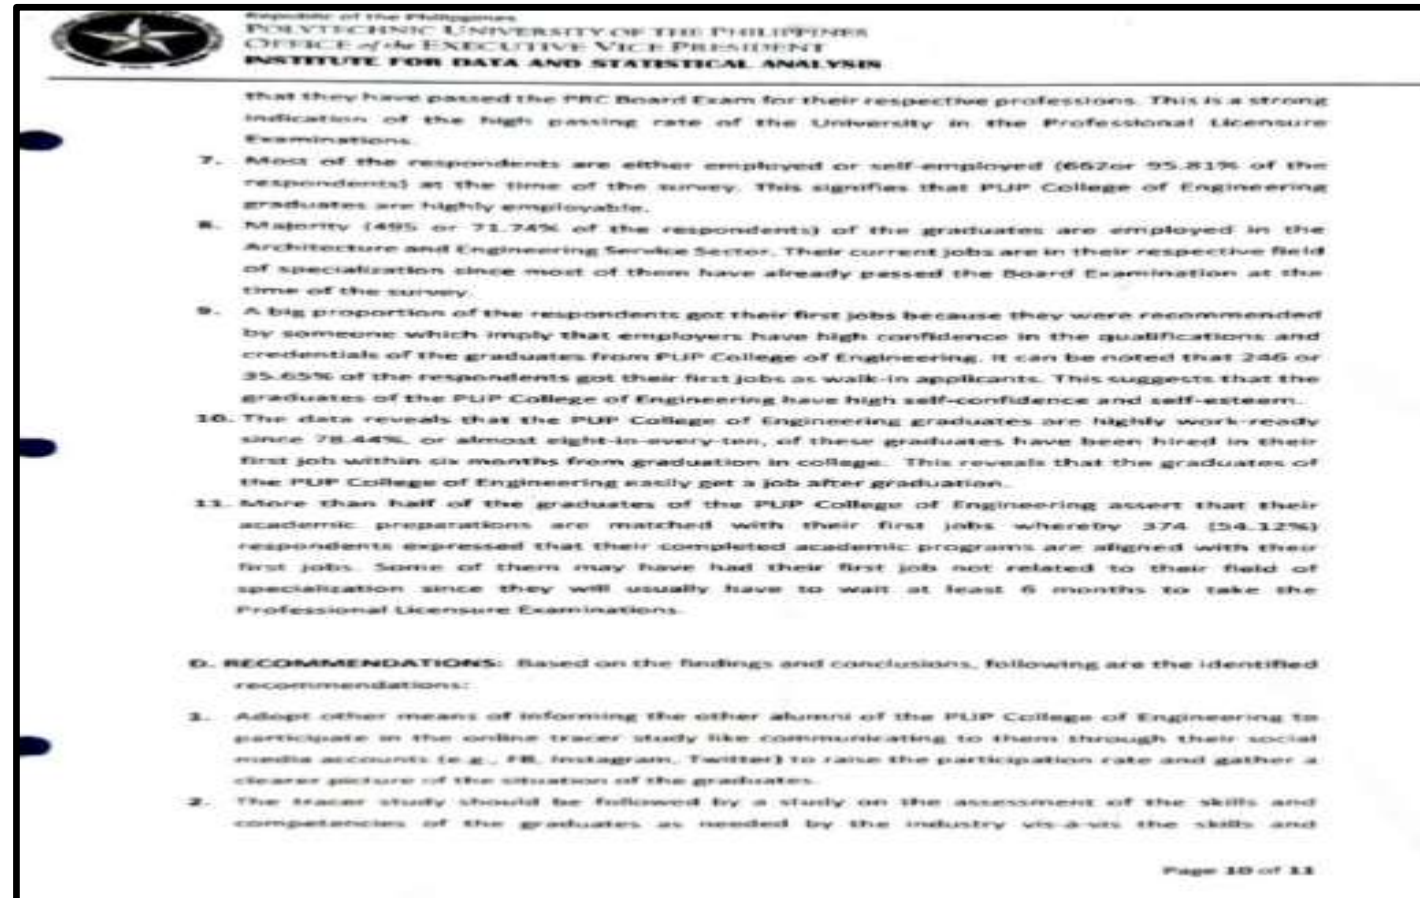 Republic of the Philippines
POLYTECHNIC UNIVERSITY OF THE PHILIPPINES
OFFICE of the EXECUTIVE VICE PRESIDENT
INSTITUTE FOR DATA AND STATISTICAL ANALYSIS
that they have passed the PRC Board Exam for their respective professions. This is a strong
indication of the high passing rate of the University in the Professional Licensure
Examinations.
7. Most of the respondents are either employed or self-employed (662or 95.81% of the
respondents) at the time of the survey. This signifies that PUP College of Engineering
graduates are highly employable.
8. Majority (495 or 71.74% of the respondents) of the graduates are employed in the
Architecture and Engineering Service Sector. Their current jobs are in their respective field
of specialization since most of them have already passed the Board Examination at the
time of the survey.
9. A big proportion of the respondents got their first jobs because they were recommended
by someone which imply that employers have high confidence in the qualifications and
credentials of the graduates from PUP College of Engineering. It can be noted that 246 or
35.65% of the respondents got their first jobs as walk-in applicants. This suggests that the
graduates of the PUP College of Engineering have high self-confidence and self-esteem.
10. The data reveals that the PUP College of Engineering graduates are highly work-ready
since 78.44%, or almost eight-in-every-ten, of these graduates have been hired in their
first job within six months from graduation in college. This reveals that the graduates of
the PUP College of Engineering easily get a job after graduation.
11. More than half of the graduates of the PUP College of Engineering assert that their
academic preparations are matched with their first jobs whereby 374 (54.12%)
respondents expressed that their completed academic programs are aligned with their
first jobs. Some of them may have had their first job not related to their field of
specialization since they will usually have to wait at least 6 months to take the
Professional Licensure Examinations.
D. RECOMMENDATIONS: Based on the findings and conclusions, following are the identified
recommendations:
1. Adopt other means of informing the other alumni of the PUP College of Engineering to
participate in the online tracer study like communicating to them through their social
media accounts (e.g., FB, Instagram, Twitter) to raise the participation rate and gather a
clearer picture of the situation of the graduates.
2. The tracer study should be followed by a study on the assessment of the skills and
competencies of the graduates as needed by the industry vis-à-vis the skills and
Page 10 of 11